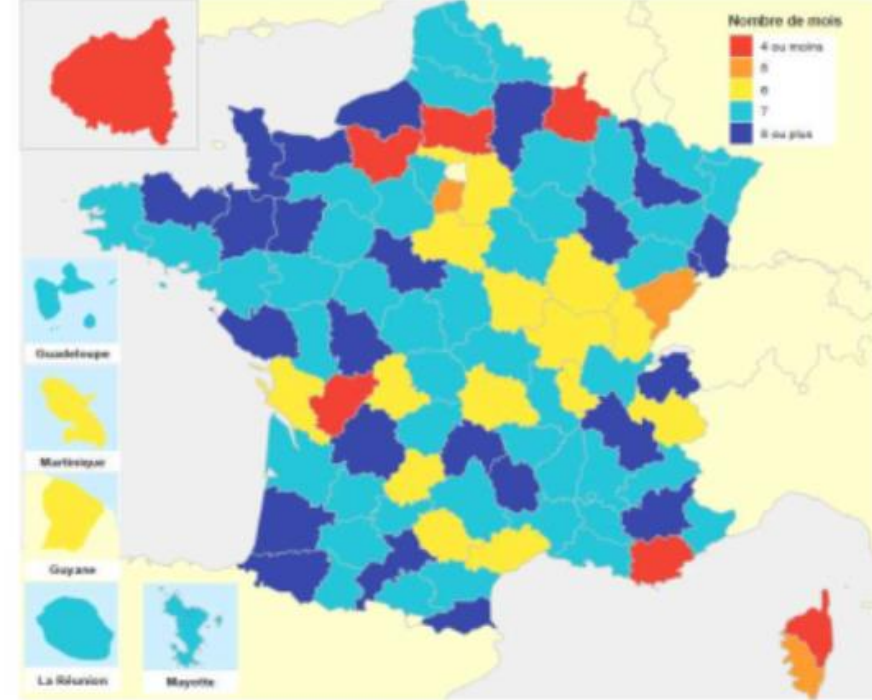 Nombre de mois
4 ou moins
5
6
7
8 ou plus
Guadeloupe
Martinique
Guyane
La Réunion
Mayotte